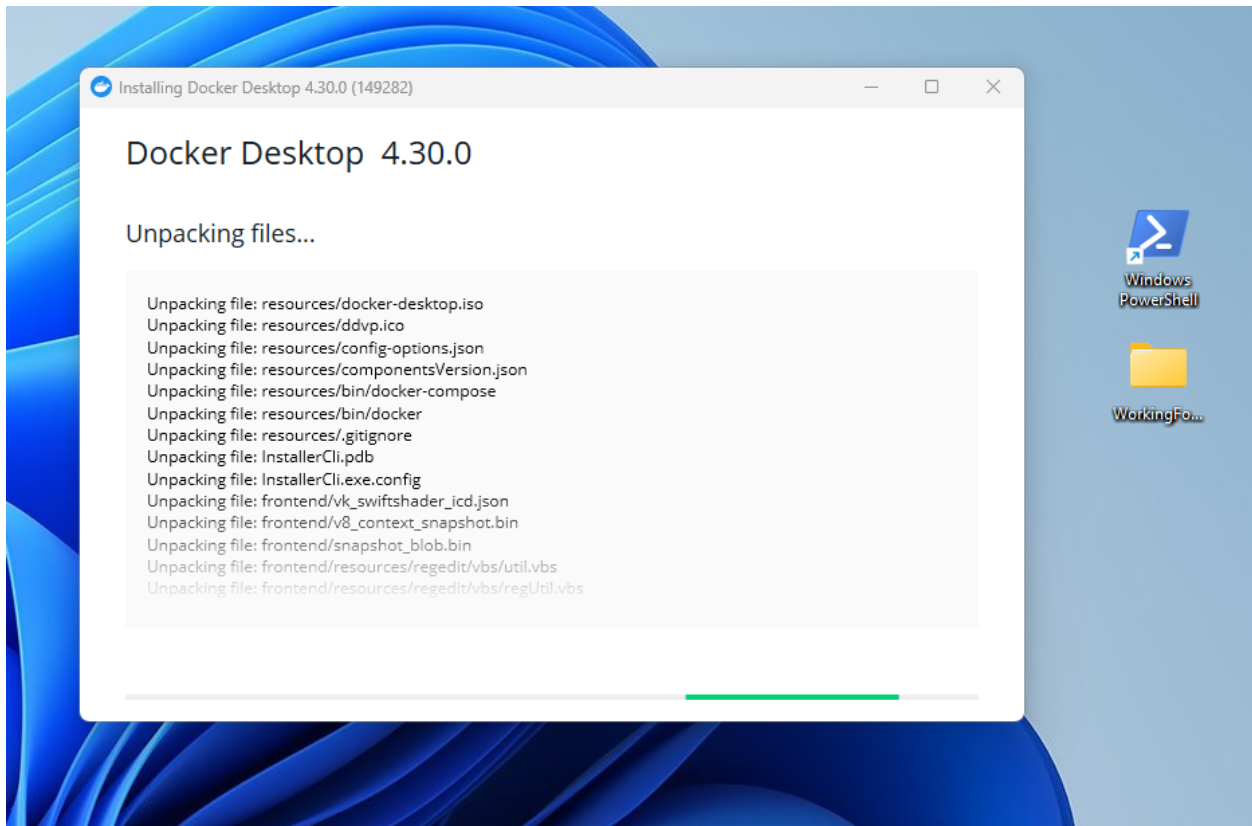 Installing Docker Desktop 4.30.0 (149282)
Docker Desktop 4.30.0
Unpacking files...
Unpacking file: resources/docker-desktop.iso
Unpacking file: resources/ddvp.ico
Unpacking file: resources/config-options.json
Unpacking file: resources/componentsVersion.json
Unpacking file: resources/bin/docker-compose
Unpacking file: resources/bin/docker
Unpacking file: resources/.gitignore
Unpacking file: InstallerCli.pdb
Unpacking file: InstallerCli.exe.config
Unpacking file: frontend/vk_swiftshader_icd.json
Unpacking file: frontend/v8_context_snapshot.bin
Unpacking file: frontend/snapshot_blob.bin
Unpacking file: frontend/resources/regedit/vbs/util.vbs
Unpacking file: frontend/resources/regedit/vbs/regUtil.vbs
Windows
PowerShell
WorkingFo...